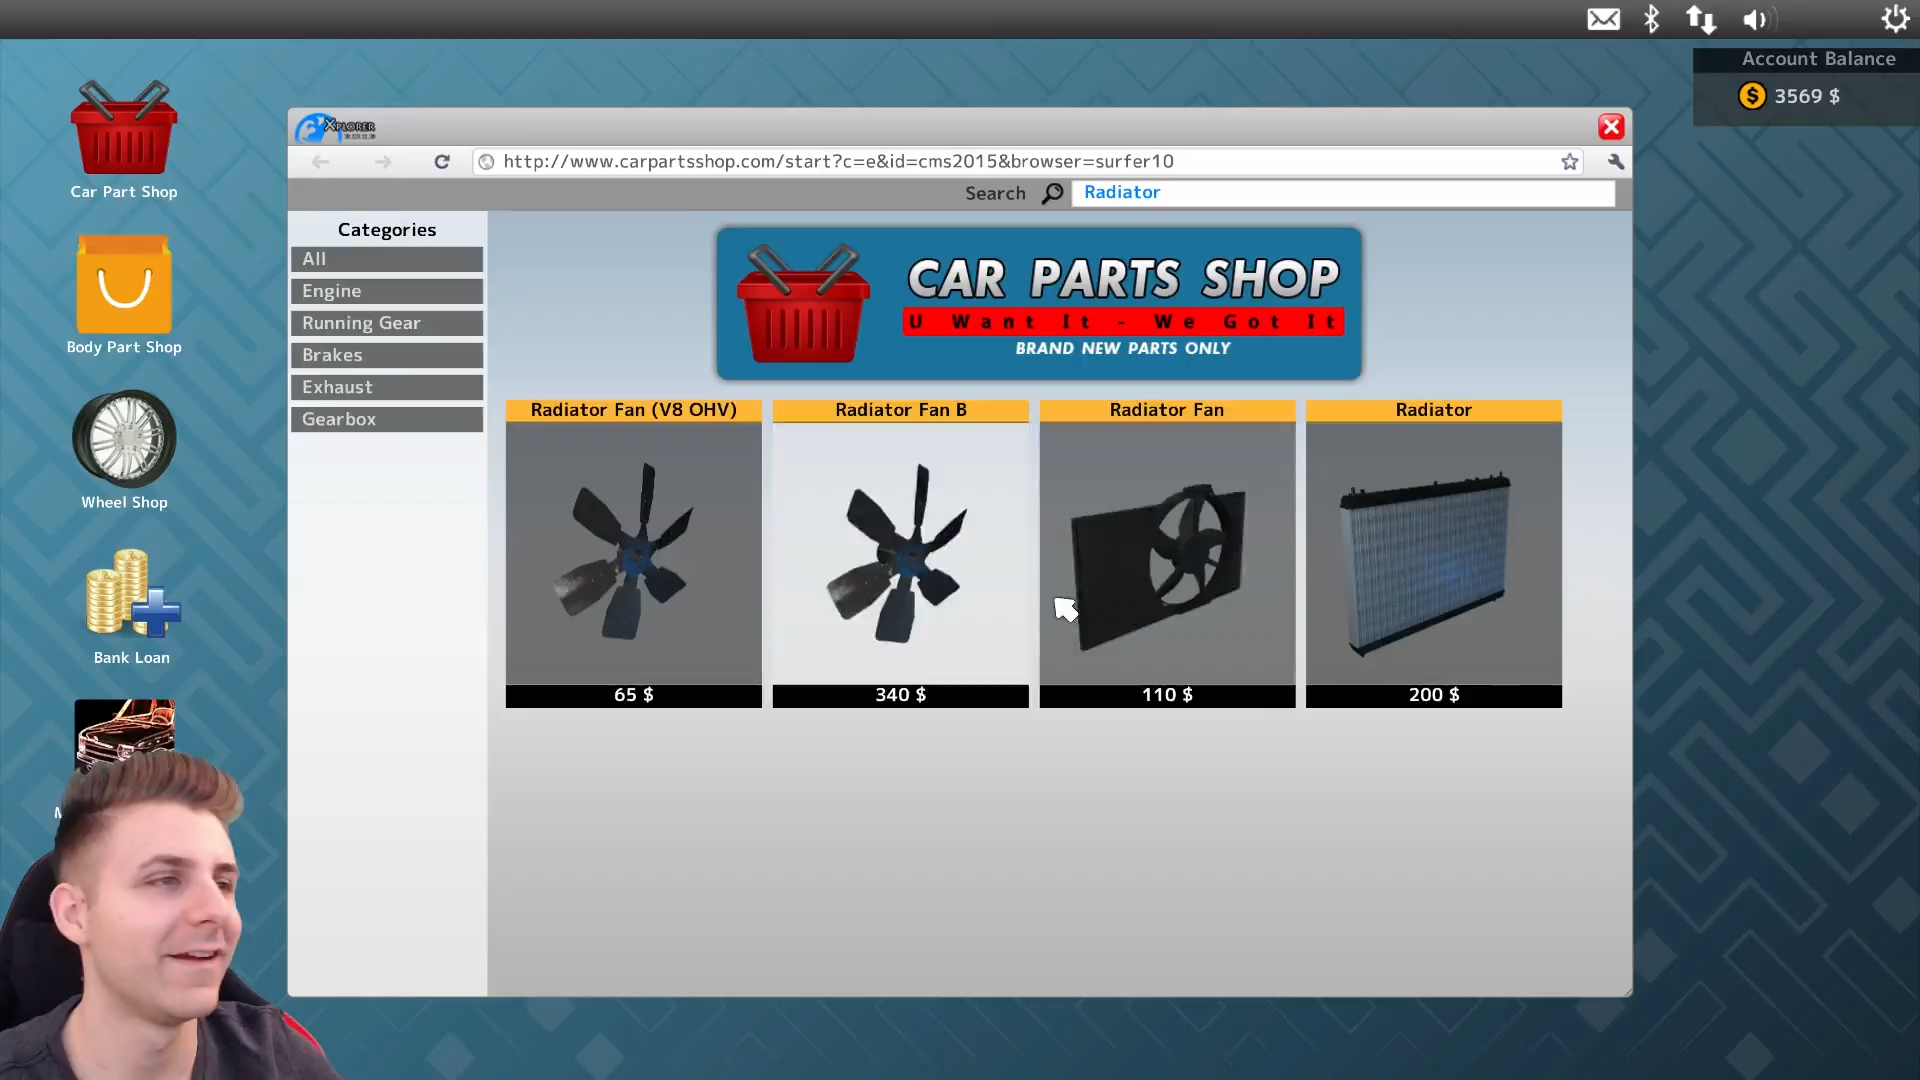 Account Balance
3569 $
Car Part Shop
Body Part Shop
Wheel Shop
Bank Loan
M
XPLORER
http://www.carpartsshop.com/start?c=e&id=cms2015&browser=surfer10
Search
Radiator
Categories
All
Engine
Running Gear
Brakes
Exhaust
Gearbox
CAR PARTS SHOP
U Want It - We Got It
BRAND NEW PARTS ONLY
Radiator Fan (V8 OHV)
Radiator Fan B
Radiator Fan
Radiator
65 $
340 $
110 $
200 $